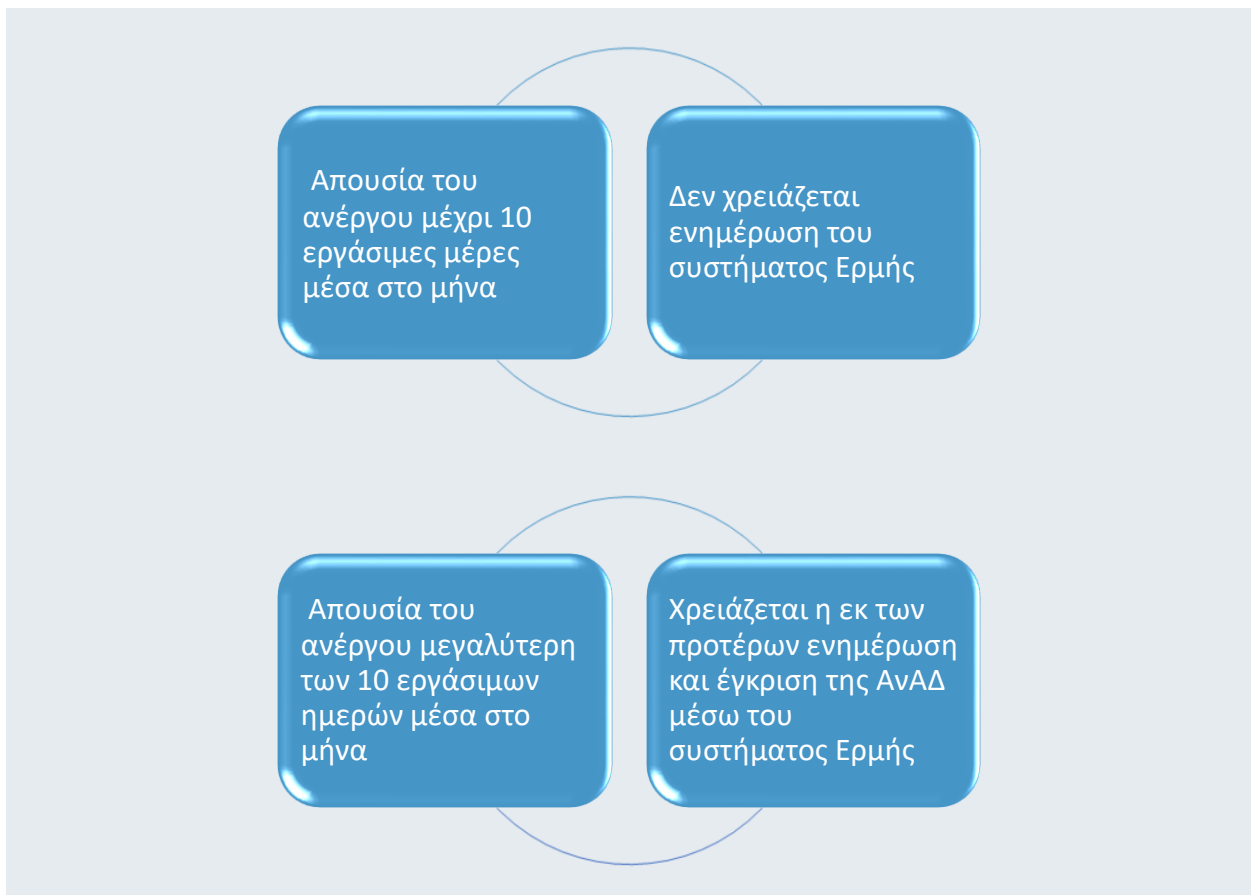 Απουσία του
ανέργου μέχρι 10
εργάσιμες μέρες
μέσα στο μήνα
Δεν χρειάζεται
ενημέρωση του
συστήματος Ερμής
Απουσία του
ανέργου μεγαλύτερη
των 10 εργάσιμων
ημερών μέσα στο
μήνα
Χρειάζεται η εκ των
προτέρων ενημέρωση
και έγκριση της ΑνΑΔ
μέσω του
συστήματος Ερμής